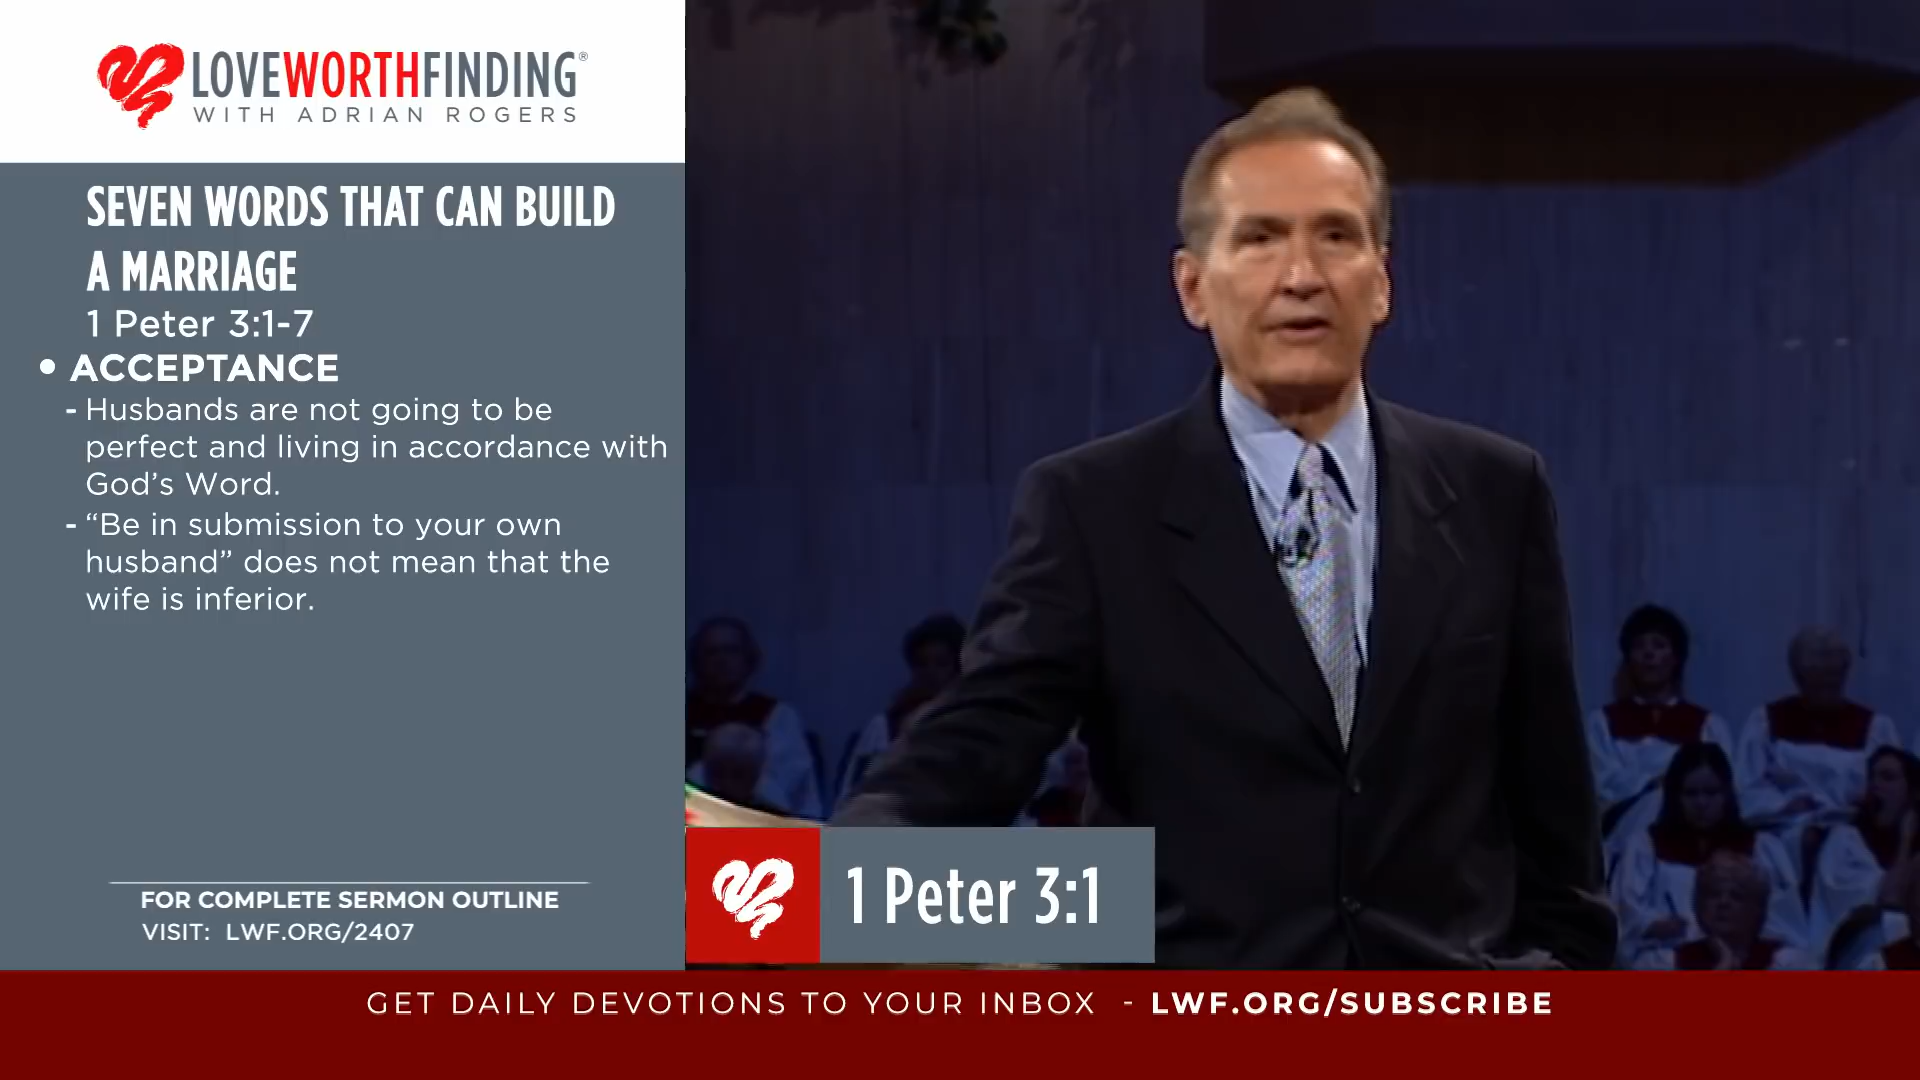 LOVEWORTHFINDING®
WITH ADRIAN ROGERS
SEVEN WORDS THAT CAN BUILD
A MARRIAGE
1 Peter 3:1-7
• ACCEPTANCE
- Husbands are not going to be
perfect and living in accordance with
God’s Word.
- “Be in submission to your own
husband” does not mean that the
wife is inferior.
FOR COMPLETE SERMON OUTLINE
VISIT: LWF.ORG/2407
1 Peter 3:1
GET DAILY DEVOTIONS TO YOUR INBOX - LWF.ORG/SUBSCRIBE